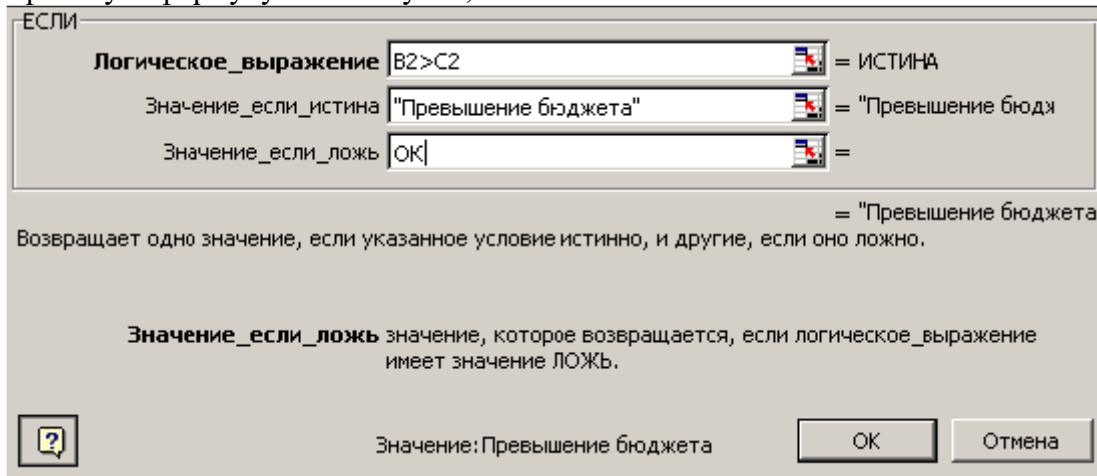 ЕСЛИ
Логическое_выражение B2>C2 = ИСТИНА
Значение_если_истина "Превышение бюджета" = "Превышение бюдж
Значение_если_ложь ОК =
= "Превышение бюджета
Возвращает одно значение, если указанное условие истинно, и другие, если оно ложно.
Значение_если_ложь значение, которое возвращается, если логическое_выражение
имеет значение ЛОЖЬ.
Значение:Превышение бюджета ОК Отмена